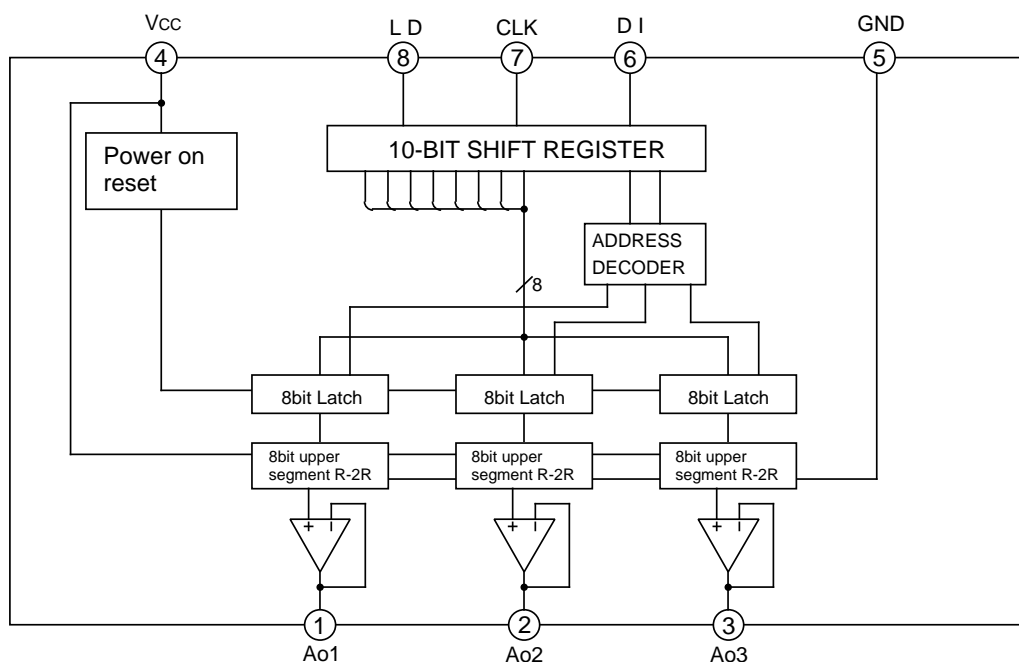 VCC L D CLK D I GND
4 8 7 6 5
10-BIT SHIFT REGISTER
Power on
reset
ADDRESS
DECODER
8
8bit Latch 8bit Latch 8bit Latch
8bit upper
segment R-2R
8bit upper
segment R-2R
8bit upper
segment R-2R
+ − + − + −
1 2 3
Ao1 Ao2 Ao3